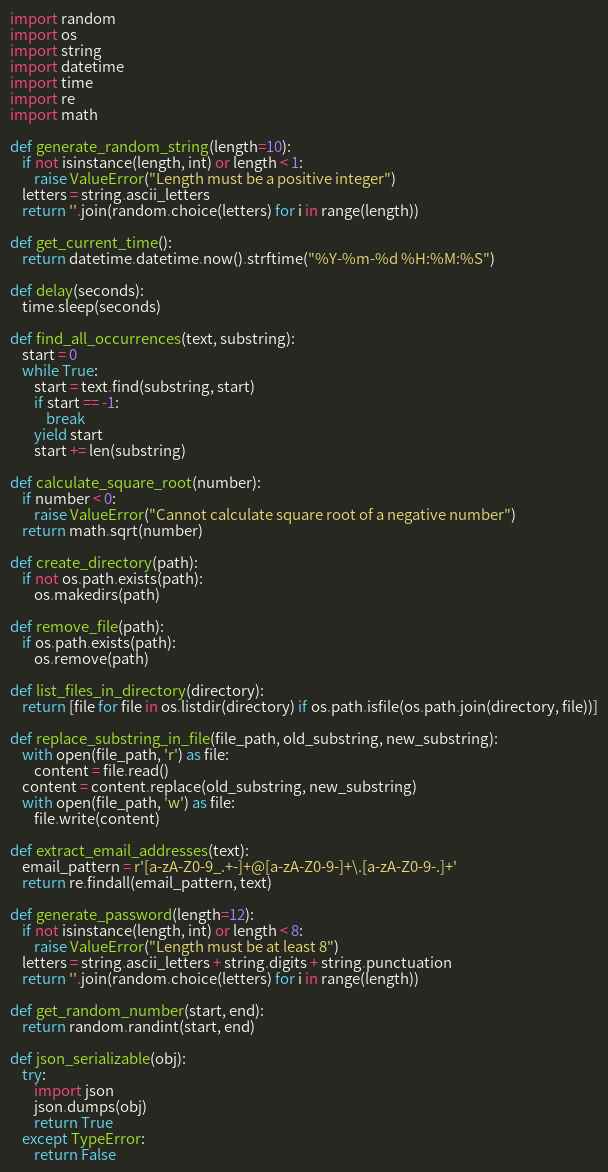 import random
import os
import string
import datetime
import time
import re
import math

def generate_random_string(length=10):
    if not isinstance(length, int) or length < 1:
        raise ValueError("Length must be a positive integer")
    letters = string.ascii_letters
    return ''.join(random.choice(letters) for i in range(length))

def get_current_time():
    return datetime.datetime.now().strftime("%Y-%m-%d %H:%M:%S")

def delay(seconds):
    time.sleep(seconds)

def find_all_occurrences(text, substring):
    start = 0
    while True:
        start = text.find(substring, start)
        if start == -1:
            break
        yield start
        start += len(substring)

def calculate_square_root(number):
    if number < 0:
        raise ValueError("Cannot calculate square root of a negative number")
    return math.sqrt(number)

def create_directory(path):
    if not os.path.exists(path):
        os.makedirs(path)

def remove_file(path):
    if os.path.exists(path):
        os.remove(path)

def list_files_in_directory(directory):
    return [file for file in os.listdir(directory) if os.path.isfile(os.path.join(directory, file))]

def replace_substring_in_file(file_path, old_substring, new_substring):
    with open(file_path, 'r') as file:
        content = file.read()
    content = content.replace(old_substring, new_substring)
    with open(file_path, 'w') as file:
        file.write(content)

def extract_email_addresses(text):
    email_pattern = r'[a-zA-Z0-9_.+-]+@[a-zA-Z0-9-]+\.[a-zA-Z0-9-.]+'
    return re.findall(email_pattern, text)

def generate_password(length=12):
    if not isinstance(length, int) or length < 8:
        raise ValueError("Length must be at least 8")
    letters = string.ascii_letters + string.digits + string.punctuation
    return ''.join(random.choice(letters) for i in range(length))

def get_random_number(start, end):
    return random.randint(start, end)

def json_serializable(obj):
    try:
        import json
        json.dumps(obj)
        return True
    except TypeError:
        return False